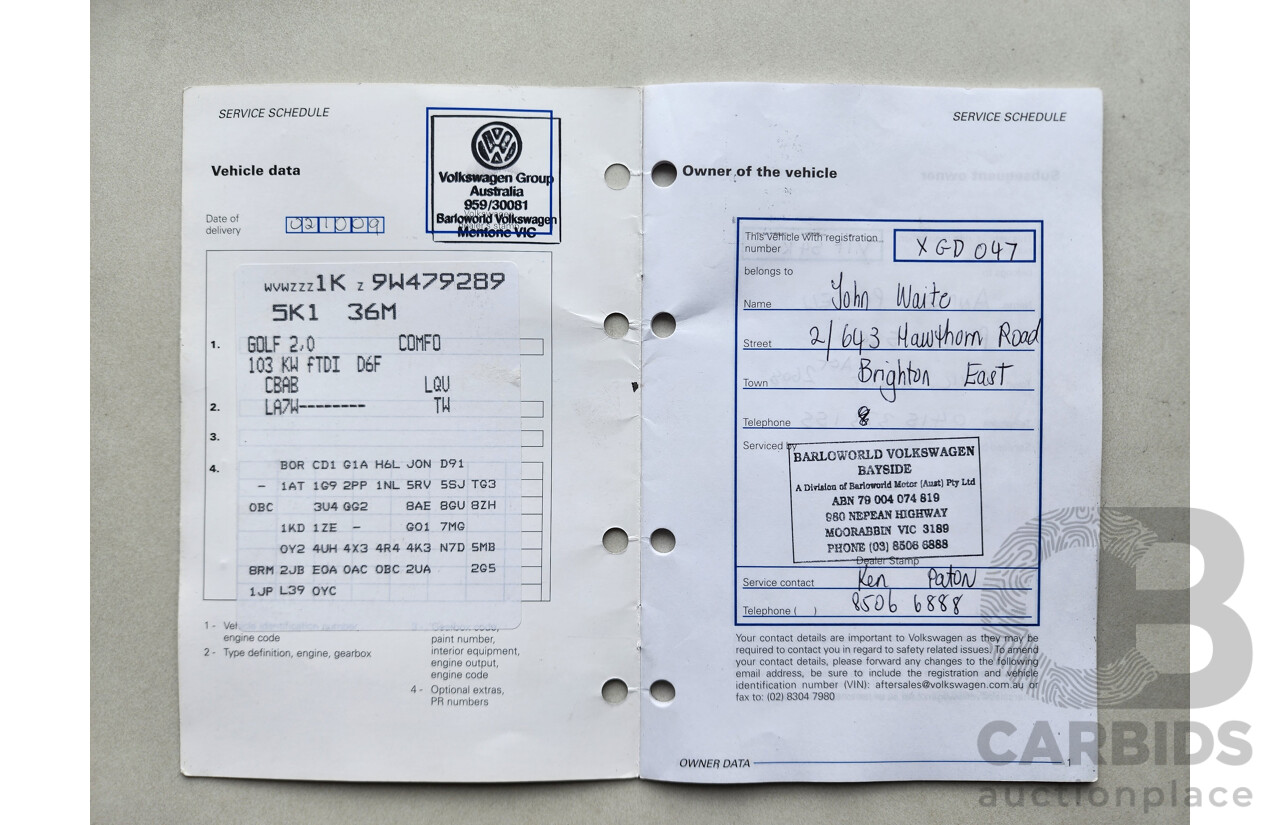 SERVICE SCHEDULE
Volkswagen Group
Australia
959/30081
Barloworld Volkswagen
Mentone VIC
Vehicle data
Date of
delivery
021009
WVWZZZ1K Z 9W479289
5K1 36M
1. GOLF 2,0 COMFO
103 KW fTDI D6F
CBAB LQU
2. LA7W-------- TW
3.
4. BOR CD1 G1A H6L JON D91
- 1AT 1G9 2PP 1NL 5RV 5SJ TG3
0BC 3U4 GG2 8AE 8GU 8ZH
1KD 1ZE - GO1 7MG
0Y2 4UH 4X3 4R4 4K3 N7D 5MB
8RM 2JB E0A 0AC 0BC 2UA 2G5
1JP L39 0YC
1 - Vehicle identification number,
engine code
2 - Type definition, engine, gearbox
3 - Gearbox code,
paint number,
interior equipment,
engine output,
engine code
4 - Optional extras,
PR numbers
SERVICE SCHEDULE
Owner of the vehicle
This vehicle with registration
number
XGD 047
belongs to
Name John Waite
Street 2/643 Hawthorn Road
Town Brighton East
Telephone
Serviced by
BARLOWORLD VOLKSWAGEN
BAYSIDE
A Division of Barloworld Motor (Aust) Pty Ltd
ABN 79 004 074 819
980 NEPEAN HIGHWAY
MOORABBIN VIC 3189
PHONE (03) 8506 6888
Dealer Stamp
Service contact Ken Paton
Telephone ( ) 8506 6888
Your contact details are important to Volkswagen as they may be
required to contact you in regard to safety related issues. To amend
your contact details, please forward any changes to the following
email address, be sure to include the registration and vehicle
identification number (VIN): aftersales@volkswagen.com.au or
fax to: (02) 8304 7980
OWNER DATA 1
CARBIDS
auctionplace